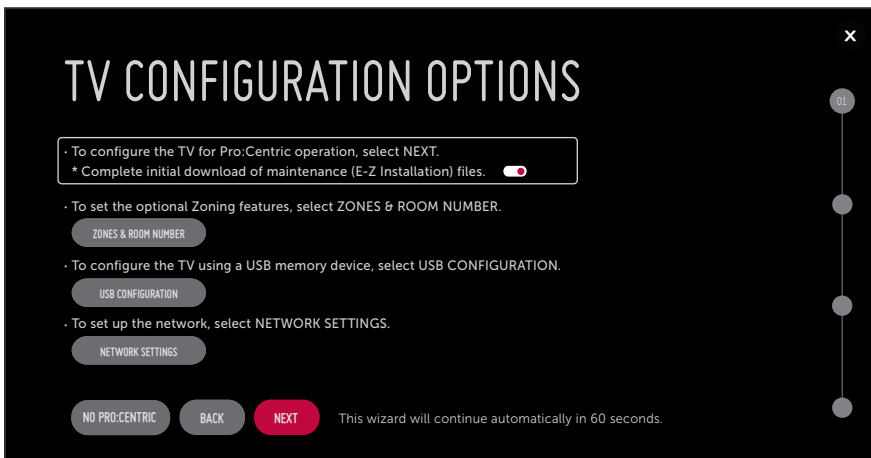 X
TV CONFIGURATION OPTIONS
01
· To configure the TV for Pro:Centric operation, select NEXT.
* Complete initial download of maintenance (E-Z Installation) files.
· To set the optional Zoning features, select ZONES & ROOM NUMBER.
ZONES & ROOM NUMBER
· To configure the TV using a USB memory device, select USB CONFIGURATION.
USB CONFIGURATION
· To set up the network, select NETWORK SETTINGS.
NETWORK SETTINGS
NO PRO:CENTRIC BACK NEXT This wizard will continue automatically in 60 seconds.